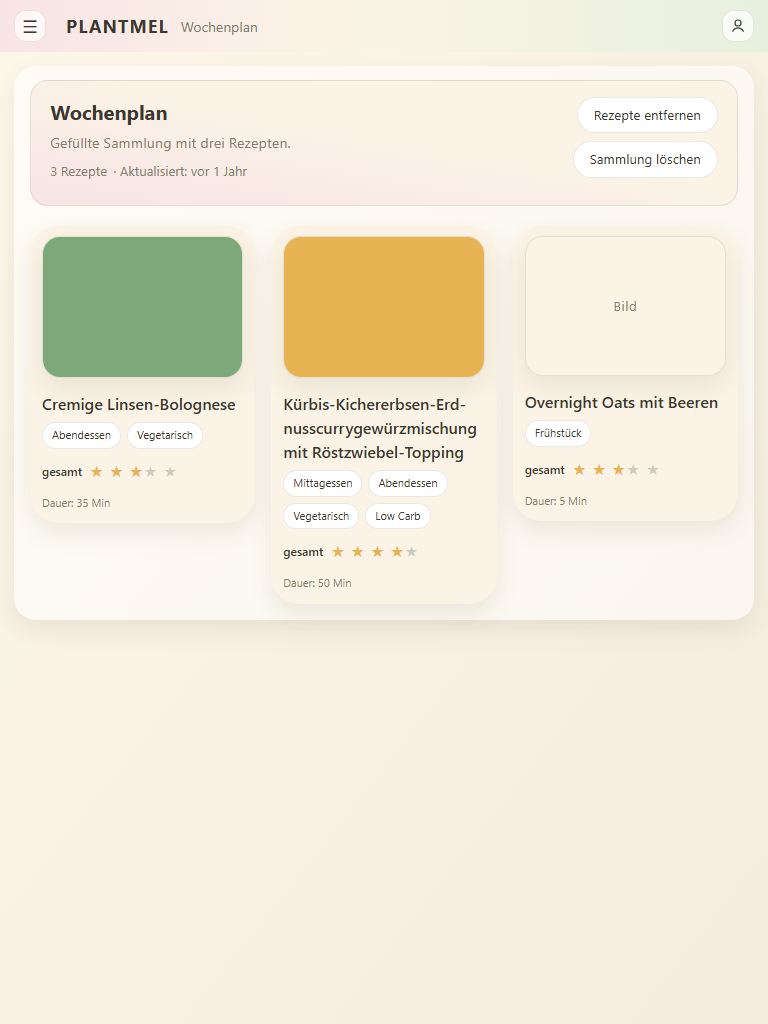 PLANTMEL Wochenplan
Wochenplan
Gefüllte Sammlung mit drei Rezepten.
3 Rezepte · Aktualisiert: vor 1 Jahr
Rezepte entfernen
Sammlung löschen
Cremige Linsen-Bolognese
Abendessen Vegetarisch
gesamt ★ ★ ★ ★ ★
Dauer: 35 Min
Kürbis-Kichererbsen-Erd-
nusscurrygewürzmischung
mit Röstzwiebel-Topping
Mittagessen Abendessen
Vegetarisch Low Carb
gesamt ★ ★ ★ ★ ★
Dauer: 50 Min
Bild
Overnight Oats mit Beeren
Frühstück
gesamt ★ ★ ★ ★ ★
Dauer: 5 Min